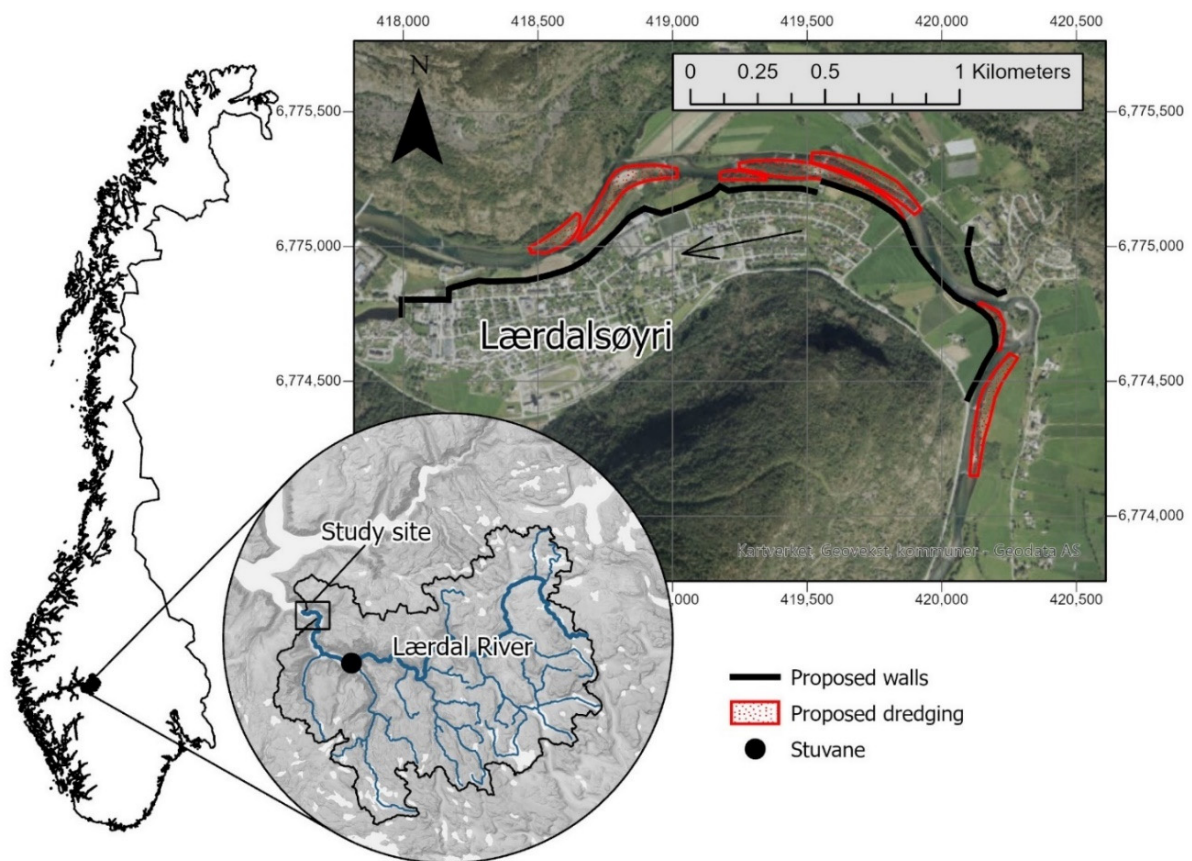 418,000 418,500 419,000 419,500 420,000 420,500
N
0 0.25 0.5 1 Kilometers
6,775,500 6,775,500
6,775,000 6,775,000
Lærdalsøyri
6,774,500 6,774,500
6,774,000
Kartverket, Geovekst, kommuner - Geodata AS
,000 419,500 420,000 420,500
Study site
Lærdal River
Proposed walls
Proposed dredging
Stuvane